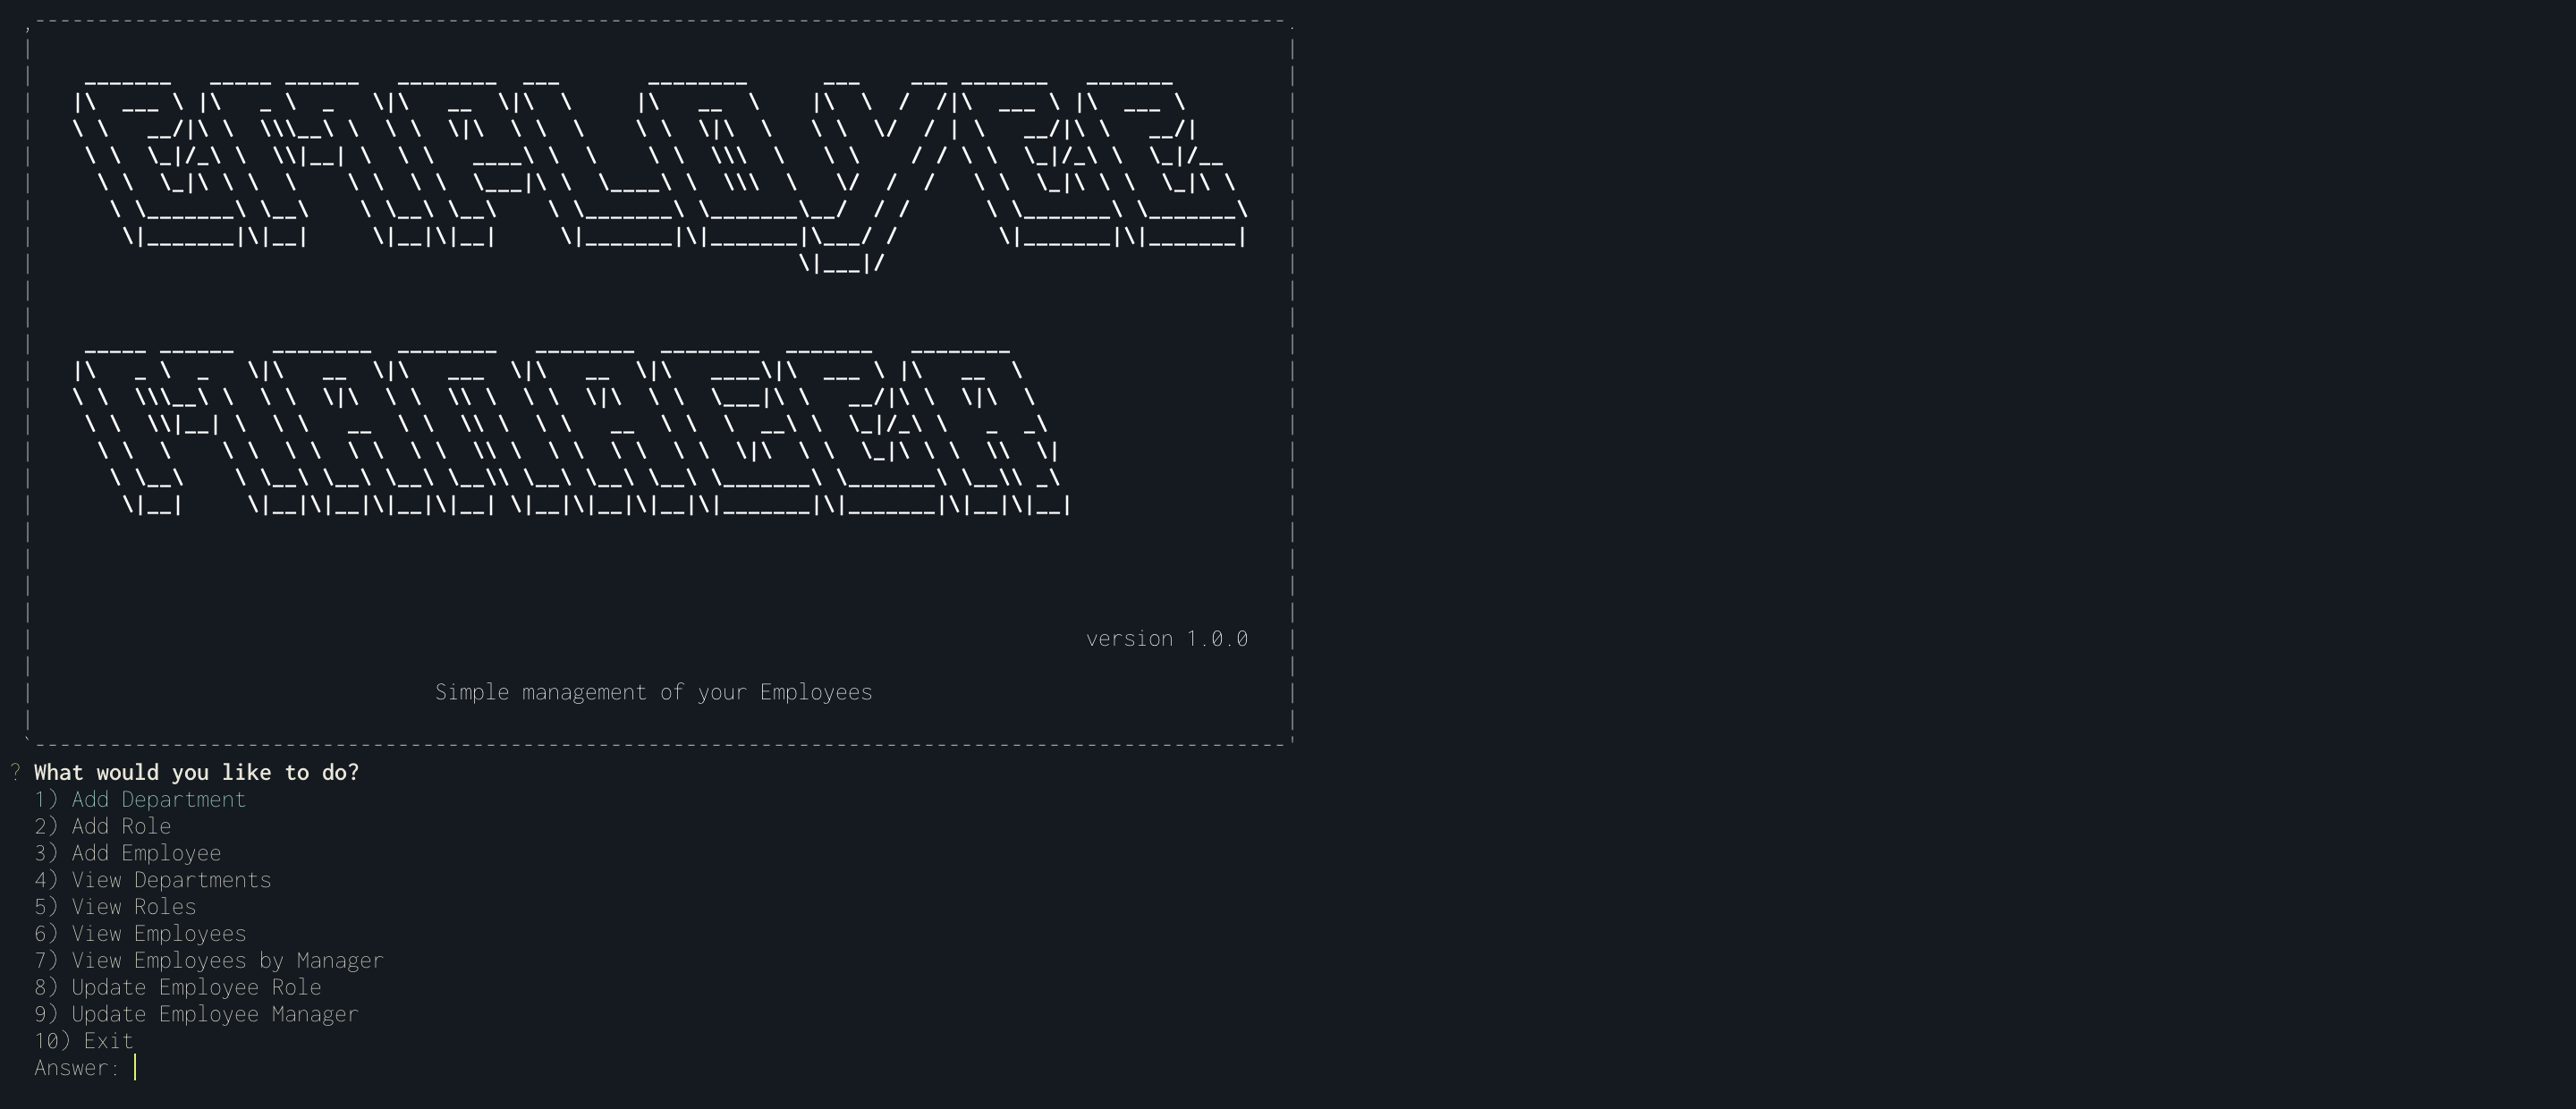 EMPLOYEE
MANAGER
version 1.0.0
Simple management of your Employees
? What would you like to do?
1) Add Department
2) Add Role
3) Add Employee
4) View Departments
5) View Roles
6) View Employees
7) View Employees by Manager
8) Update Employee Role
9) Update Employee Manager
10) Exit
Answer: